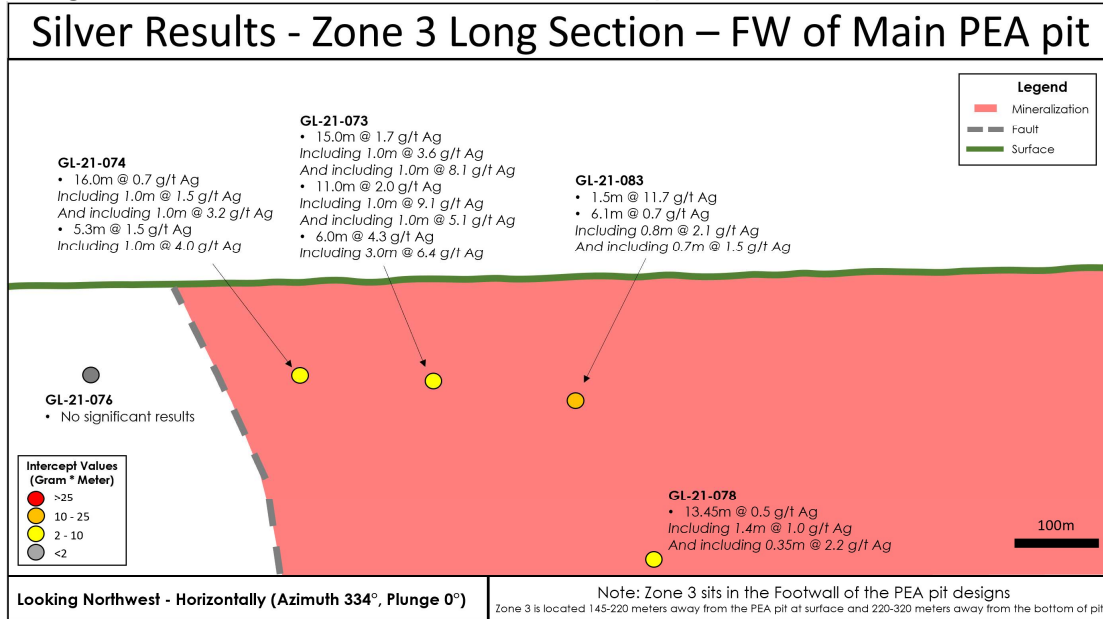 Silver Results - Zone 3 Long Section – FW of Main PEA pit
Legend
Mineralization
Fault
Surface
GL-21-073
• 15.0m @ 1.7 g/t Ag
Including 1.0m @ 3.6 g/t Ag
And including 1.0m @ 8.1 g/t Ag
• 11.0m @ 2.0 g/t Ag
Including 1.0m @ 9.1 g/t Ag
And including 1.0m @ 5.1 g/t Ag
• 6.0m @ 4.3 g/t Ag
Including 3.0m @ 6.4 g/t Ag
GL-21-074
• 16.0m @ 0.7 g/t Ag
Including 1.0m @ 1.5 g/t Ag
And including 1.0m @ 3.2 g/t Ag
• 5.3m @ 1.5 g/t Ag
Including 1.0m @ 4.0 g/t Ag
GL-21-083
• 1.5m @ 11.7 g/t Ag
• 6.1m @ 0.7 g/t Ag
Including 0.8m @ 2.1 g/t Ag
And including 0.7m @ 1.5 g/t Ag
GL-21-076
• No significant results
Intercept Values
(Gram * Meter)
>25
10 - 25
2 - 10
<2
GL-21-078
• 13.45m @ 0.5 g/t Ag
Including 1.4m @ 1.0 g/t Ag
And including 0.35m @ 2.2 g/t Ag
100m
Looking Northwest - Horizontally (Azimuth 334°, Plunge 0°)
Note: Zone 3 sits in the Footwall of the PEA pit designs
Zone 3 is located 145-220 meters away from the PEA pit at surface and 220-320 meters away from the bottom of pit